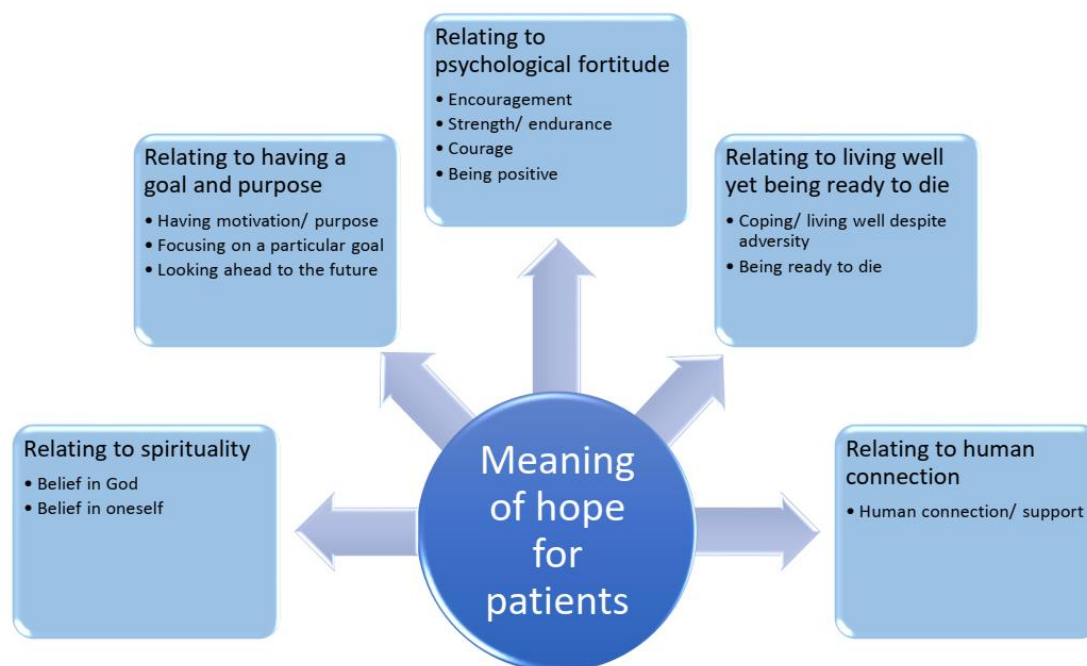 Relating to
psychological fortitude
• Encouragement
• Strength/ endurance
• Courage
• Being positive
Relating to having a
goal and purpose
• Having motivation/ purpose
• Focusing on a particular goal
• Looking ahead to the future
Relating to living well
yet being ready to die
• Coping/ living well despite
adversity
• Being ready to die
Relating to spirituality
• Belief in God
• Belief in oneself
Meaning
of hope
for
patients
Relating to human
connection
• Human connection/ support